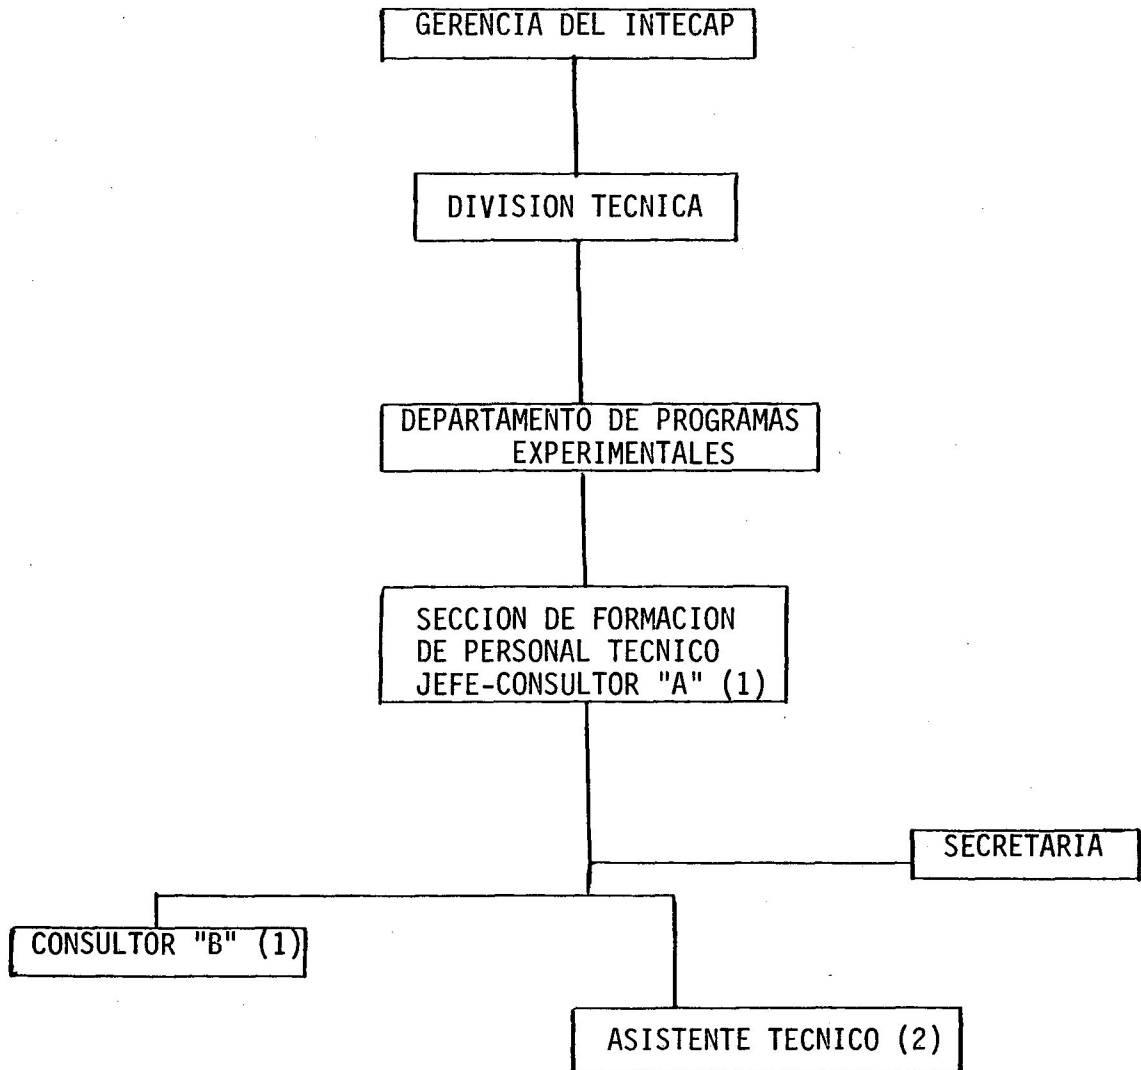 GERENCIA DEL INTECAP
DIVISION TECNICA
DEPARTAMENTO DE PROGRAMAS
EXPERIMENTALES
SECCION DE FORMACION
DE PERSONAL TECNICO
JEFE-CONSULTOR "A" (1)
SECRETARIA
CONSULTOR "B" (1)
ASISTENTE TECNICO (2)